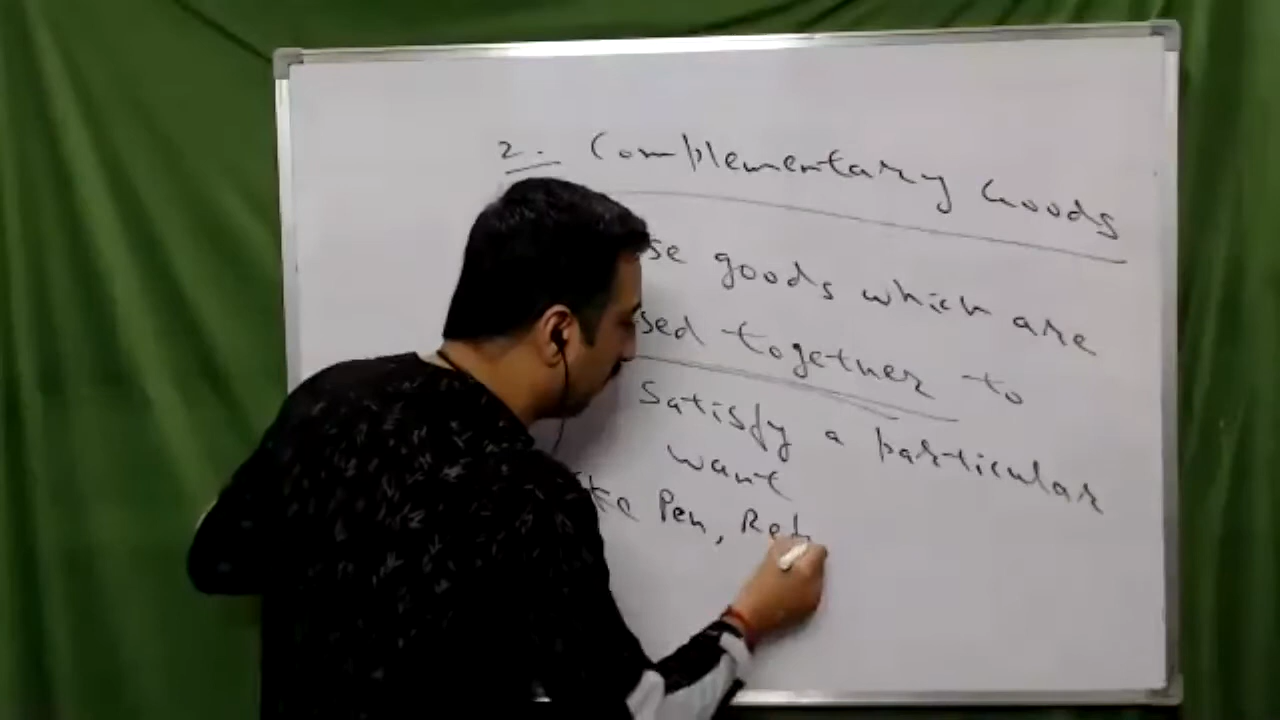 2. Complementary Goods
se goods which are
sed together to
Satisfy a particular
want
ke Pen, Ref